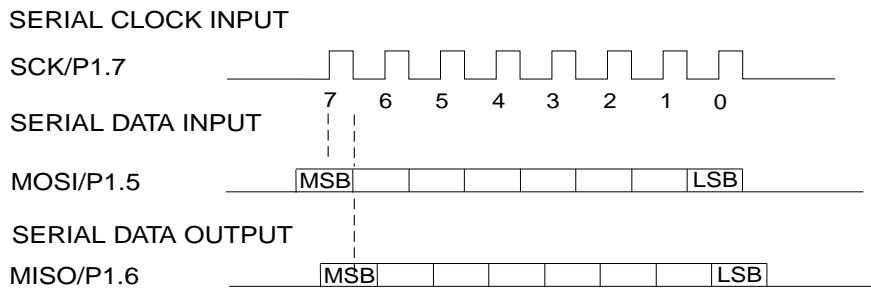 SERIAL CLOCK INPUT
SCK/P1.7
7 6 5 4 3 2 1 0
SERIAL DATA INPUT
MOSI/P1.5 MSB LSB
SERIAL DATA OUTPUT
MISO/P1.6 MSB LSB